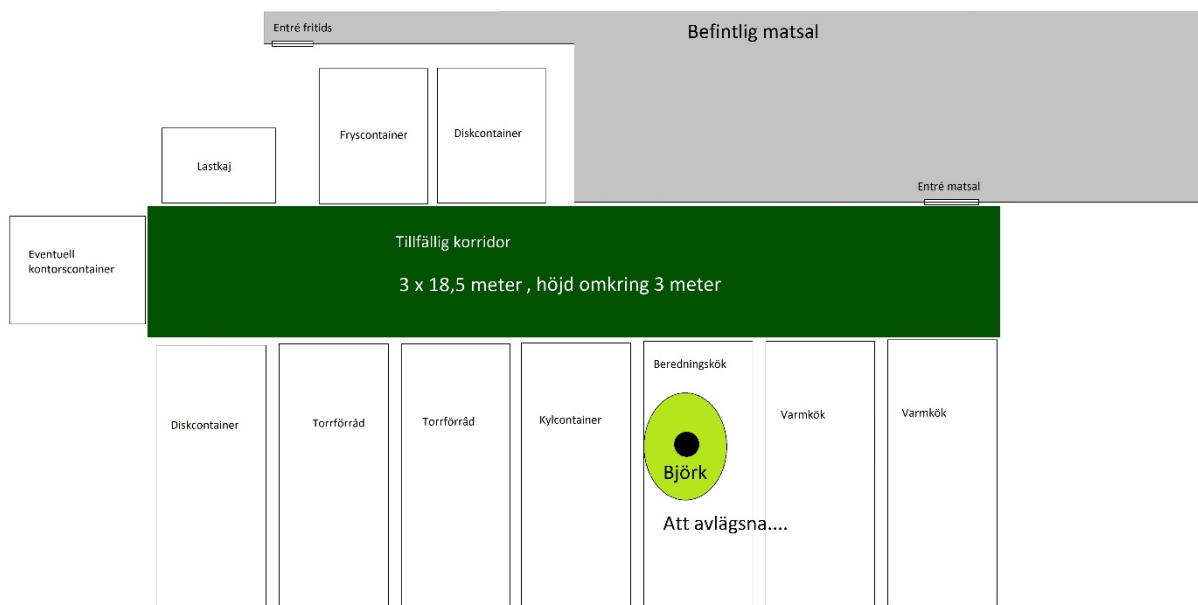 Entré fritids
Befintlig matsal
Fryscontainer
Diskcontainer
Lastkaj
Entré matsal
Eventuell
kontorscontainer
Tillfällig korridor
3 x 18,5 meter , höjd omkring 3 meter
Diskcontainer
Torrförråd
Torrförråd
Kylcontainer
Beredningskök
Varmkök
Varmkök
Björk
Att avlägsna....